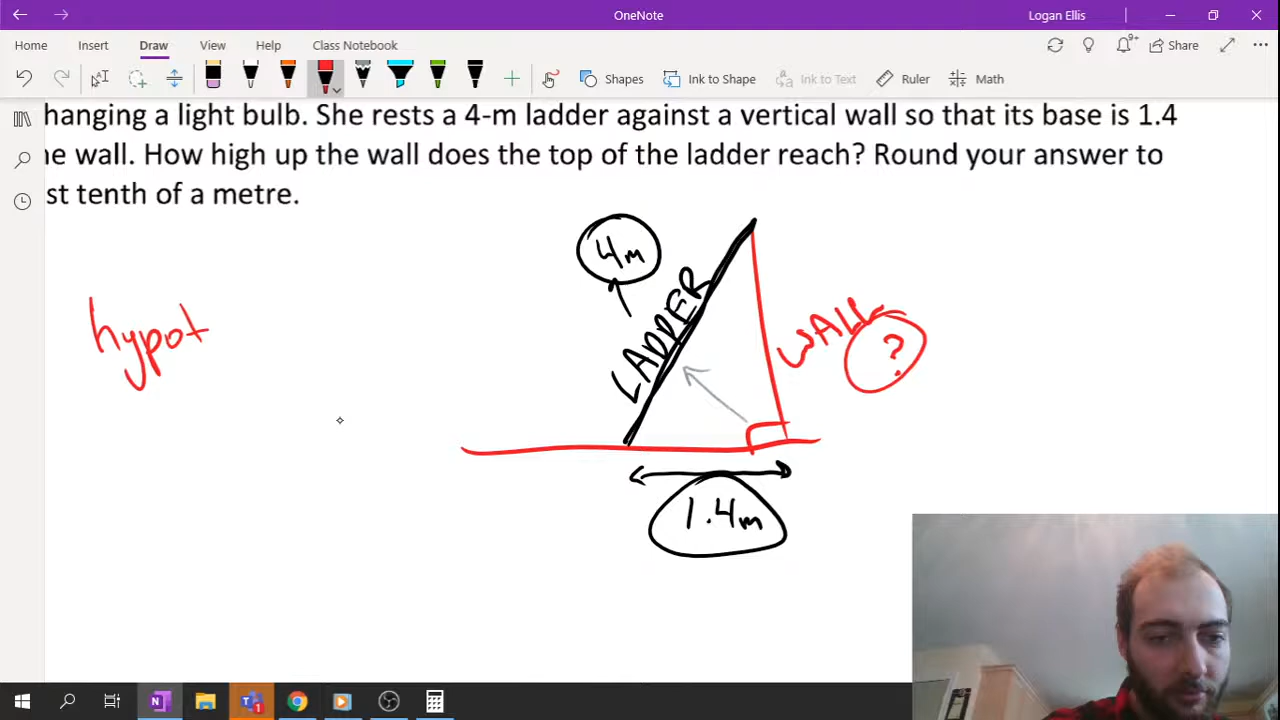 OneNote
Logan Ellis
Home Insert Draw View Help Class Notebook
9+ Share
Shapes Ink to Shape Ink to Text Ruler Math
hanging a light bulb. She rests a 4-m ladder against a vertical wall so that its base is 1.4
ne wall. How high up the wall does the top of the ladder reach? Round your answer to
st tenth of a metre.
4m
LADDER
WALL
?
hypot
1.4m